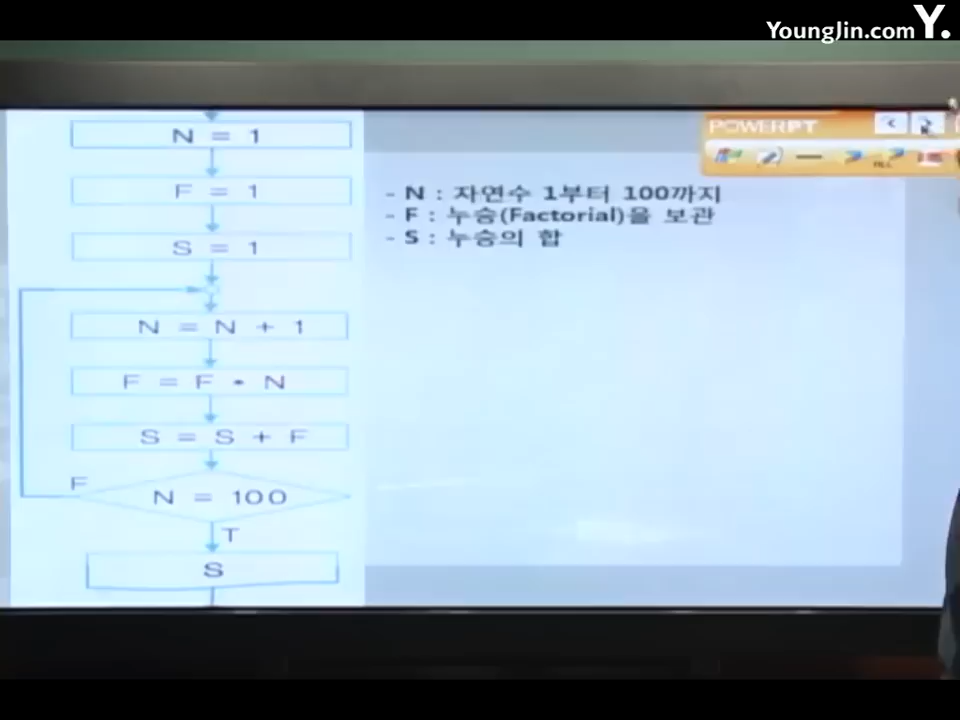 YoungJin.com Y.
POWERPT
N = 1
F = 1
S = 1
N = N + 1
F = F * N
S = S + F
F
N = 100
T
S
- N : 자연수 1부터 100까지
- F : 누승(Factorial)을 보관
- S : 누승의 합